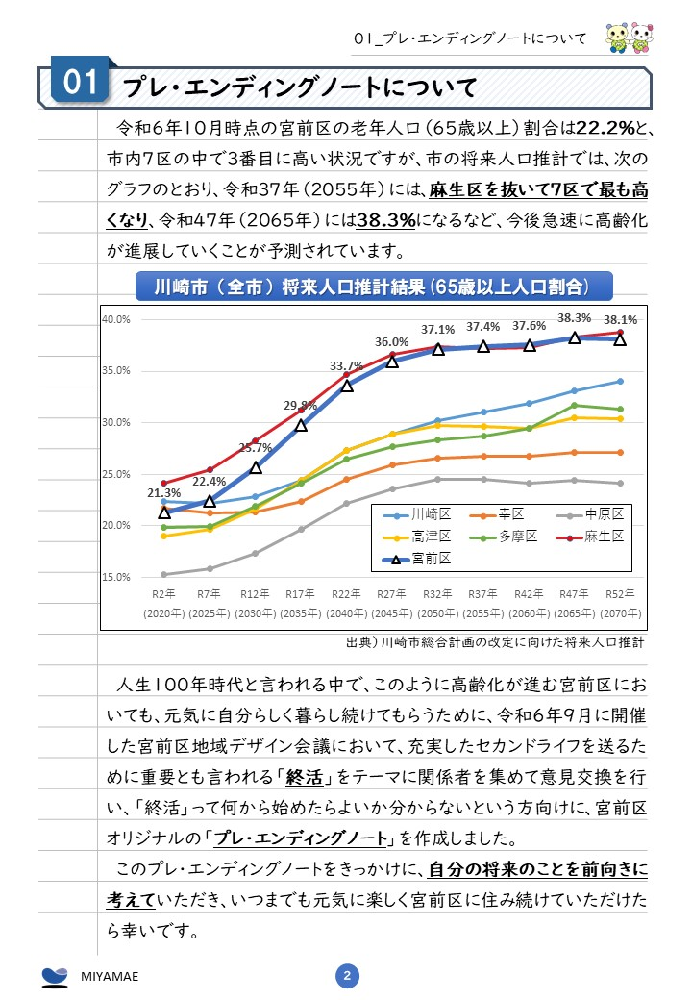 01_プレ・エンディングノートについて
01 プレ・エンディングノートについて
令和6年10月時点の宮前区の老年人口（65歳以上）割合は22.2%と、
市内7区の中で3番目に高い状況ですが、市の将来人口推計では、次の
グラフのとおり、令和37年（2055年）には、麻生区を抜いて7区で最も高
くなり、令和47年（2065年）には38.3%になるなど、今後急速に高齢化
が進展していくことが予測されています。
川崎市（全市）将来人口推計結果（65歳以上人口割合）
40.0%
35.0%
30.0%
25.0%
20.0%
15.0%
21.3%
22.4%
25.7%
29.8%
33.7%
36.0%
37.1%
37.4%
37.6%
38.3%
38.1%
川崎区 幸区 中原区
高津区 多摩区 麻生区
宮前区
R2年 R7年 R12年 R17年 R22年 R27年 R32年 R37年 R42年 R47年 R52年
(2020年) (2025年) (2030年) (2035年) (2040年) (2045年) (2050年) (2055年) (2060年) (2065年) (2070年)
出典）川崎市総合計画の改定に向けた将来人口推計
人生100年時代と言われる中で、このように高齢化が進む宮前区にお
いても、元気に自分らしく暮らし続けてもらうために、令和6年9月に開催
した宮前区地域デザイン会議において、充実したセカンドライフを送るた
めに重要とも言われる「終活」をテーマに関係者を集めて意見交換を行
い、「終活」って何から始めたらよいか分からないという方向けに、宮前区
オリジナルの「プレ・エンディングノート」を作成しました。
このプレ・エンディングノートをきっかけに、自分の将来のことを前向きに
考えていただき、いつまでも元気に楽しく宮前区に住み続けていただけた
ら幸いです。
MIYAMAE
2